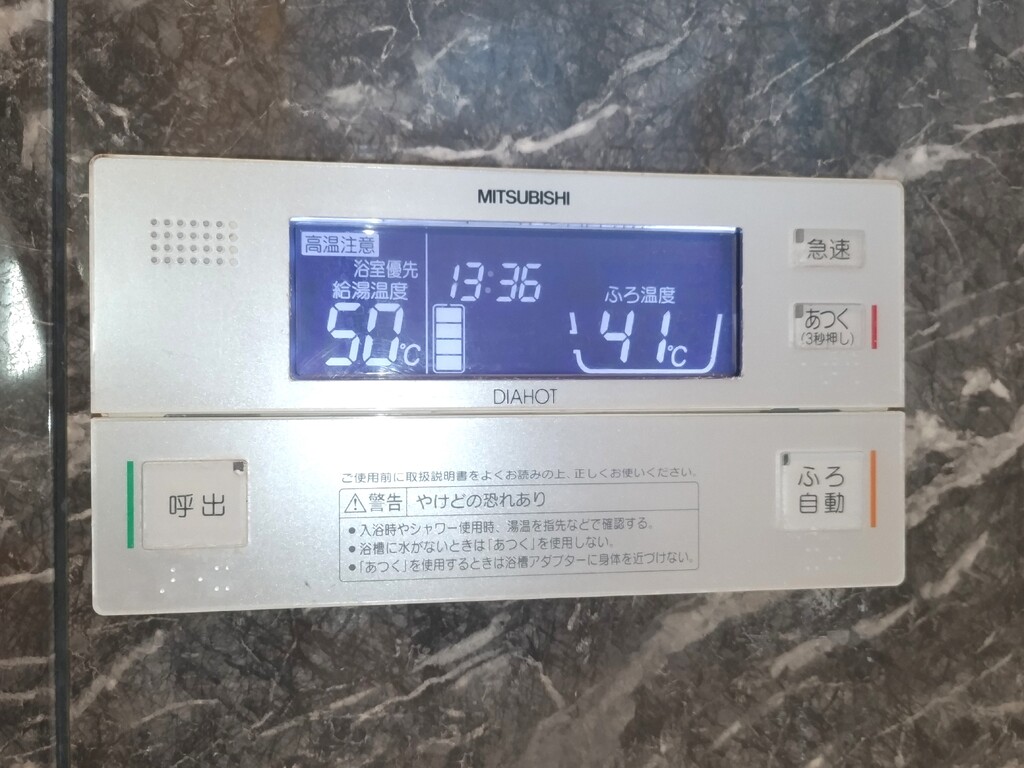 MITSUBISHI
高温注意
浴室優先
給湯温度
50℃
13:36
ふろ温度
41℃
急速
あつく
(3秒押し)
DIAHOT
呼出
ご使用前に取扱説明書をよくお読みの上、正しくお使いください。
⚠警告 やけどの恐れあり
●入浴時やシャワー使用時、湯温を指先などで確認する。
●浴槽に水がないときは「あつく」を使用しない。
●「あつく」を使用するときは浴槽アダプターに身体を近づけない。
ふろ
自動